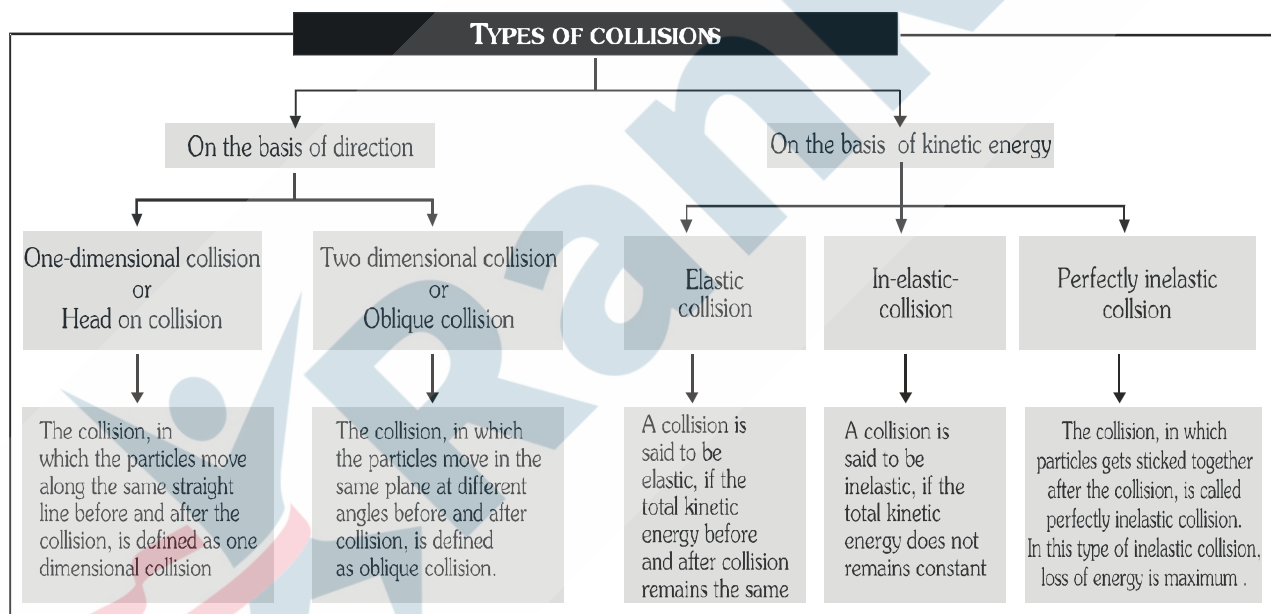 TYPES OF COLLISIONS
On the basis of direction
On the basis of kinetic energy
One-dimensional collision
or
Head on collision
Two dimensional collision
or
Oblique collision
Elastic
collision
In-elastic-
collision
Perfectly inelastic
collsion
The collision, in
which the particles move
along the same straight
line before and after the
collision, is defined as one
dimensional collision
The collision, in which
the particles move in the
same plane at different
angles before and after
collision, is defined
as oblique collision.
A collision is
said to be
elastic, if the
total kinetic
energy before
and after collision
remains the same
A collision is
said to be
inelastic, if the
total kinetic
energy does not
remains constant
The collision, in which
particles gets sticked together
after the collision, is called
perfectly inelastic collision.
In this type of inelastic collision,
loss of energy is maximum .